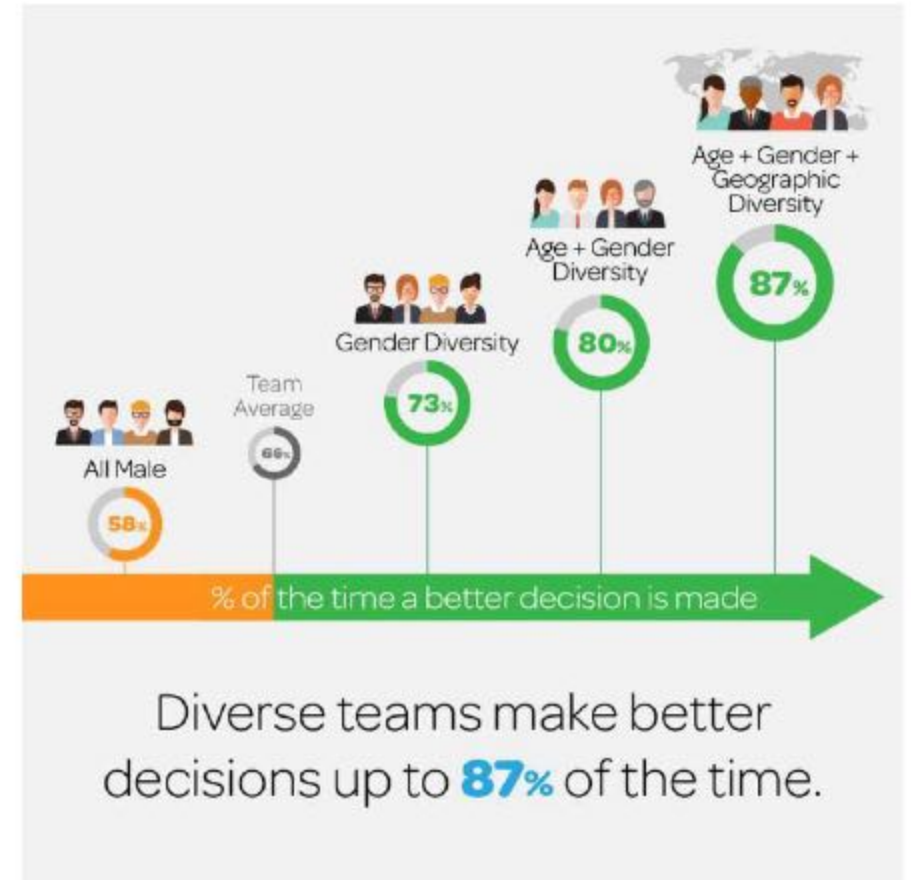 Age + Gender +
Geographic
Diversity
87%
Age + Gender
Diversity
80%
Gender Diversity
73%
Team
Average
66%
All Male
58%
% of the time a better decision is made
Diverse teams make better
decisions up to 87% of the time.